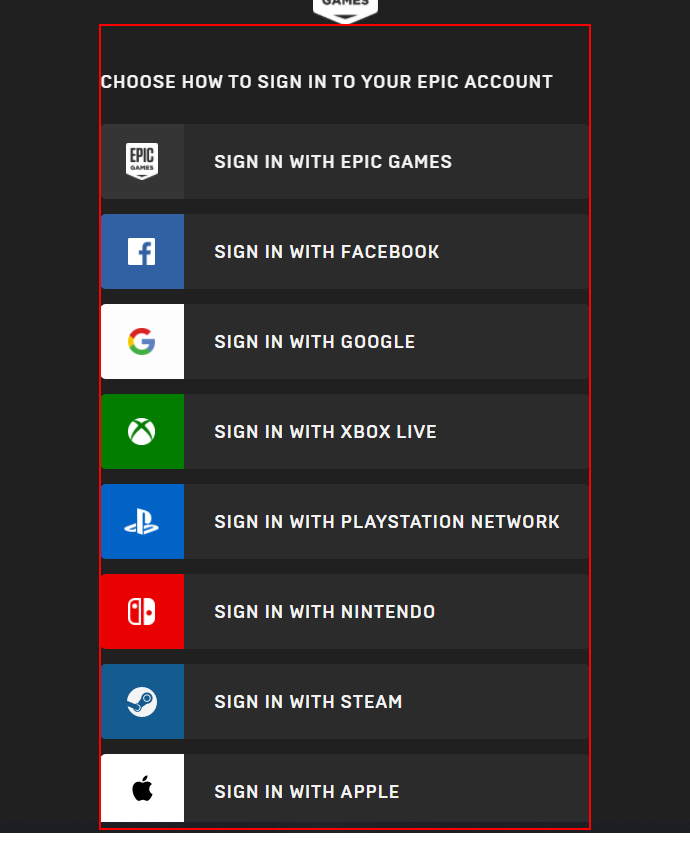 GAMES
CHOOSE HOW TO SIGN IN TO YOUR EPIC ACCOUNT
EPIC
GAMES
SIGN IN WITH EPIC GAMES
SIGN IN WITH FACEBOOK
SIGN IN WITH GOOGLE
SIGN IN WITH XBOX LIVE
SIGN IN WITH PLAYSTATION NETWORK
SIGN IN WITH NINTENDO
SIGN IN WITH STEAM
SIGN IN WITH APPLE